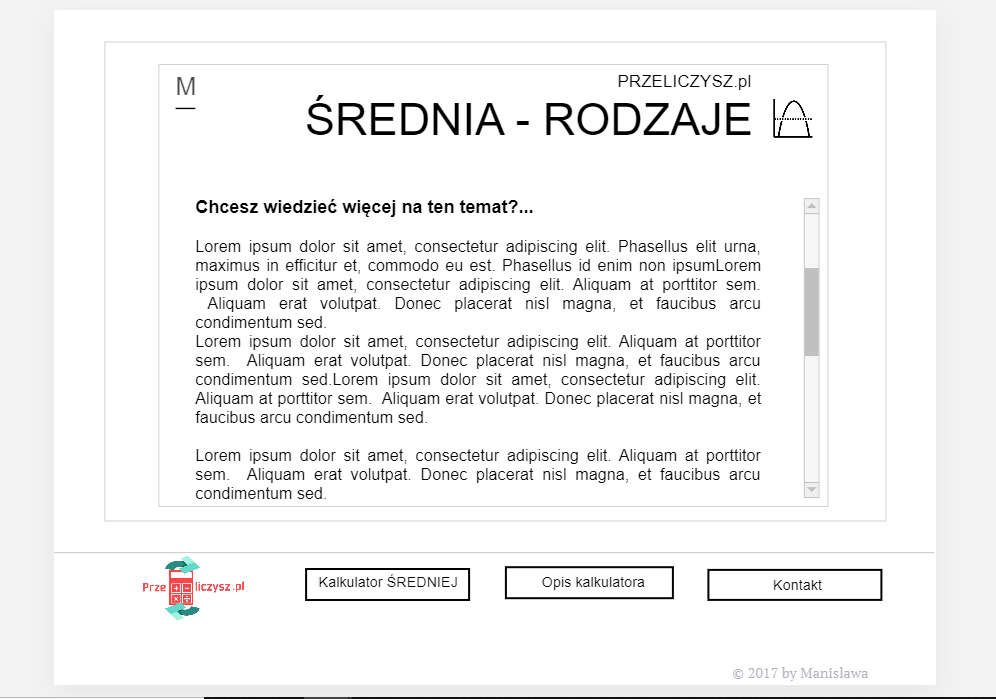 M
PRZELICZYSZ.pl
ŚREDNIA - RODZAJE
Chcesz wiedzieć więcej na ten temat?...
Lorem ipsum dolor sit amet, consectetur adipiscing elit. Phasellus elit urna,
maximus in efficitur et, commodo eu est. Phasellus id enim non ipsumLorem
ipsum dolor sit amet, consectetur adipiscing elit. Aliquam at porttitor sem.
Aliquam erat volutpat. Donec placerat nisl magna, et faucibus arcu
condimentum sed.
Lorem ipsum dolor sit amet, consectetur adipiscing elit. Aliquam at porttitor
sem. Aliquam erat volutpat. Donec placerat nisl magna, et faucibus arcu
condimentum sed.Lorem ipsum dolor sit amet, consectetur adipiscing elit.
Aliquam at porttitor sem. Aliquam erat volutpat. Donec placerat nisl magna, et
faucibus arcu condimentum sed.
Lorem ipsum dolor sit amet, consectetur adipiscing elit. Aliquam at porttitor
sem. Aliquam erat volutpat. Donec placerat nisl magna, et faucibus arcu
condimentum sed.
Prze liczysz.pl
Kalkulator ŚREDNIEJ
Opis kalkulatora
Kontakt
© 2017 by Manislawa